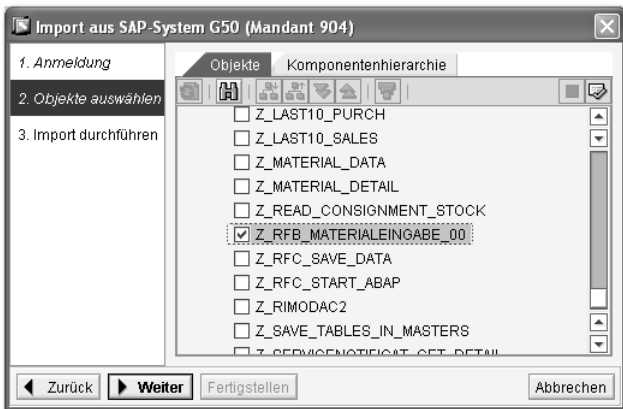 Import aus SAP-System G50 (Mandant 904)
1. Anmeldung
2. Objekte auswählen
3. Import durchführen
Objekte
Komponentenhierarchie
Z_LAST10_PURCH
Z_LAST10_SALES
Z_MATERIAL_DATA
Z_MATERIAL_DETAIL
Z_READ_CONSIGNMENT_STOCK
Z_RFB_MATERIALEINGABE_00
Z_RFC_SAVE_DATA
Z_RFC_START_ABAP
Z_RIMODAC2
Z_SAVE_TABLES_IN_MASTERS
Z_SERVICENOTIFICAT_GET_DETAIL
Zurück
Weiter
Fertigstellen
Abbrechen